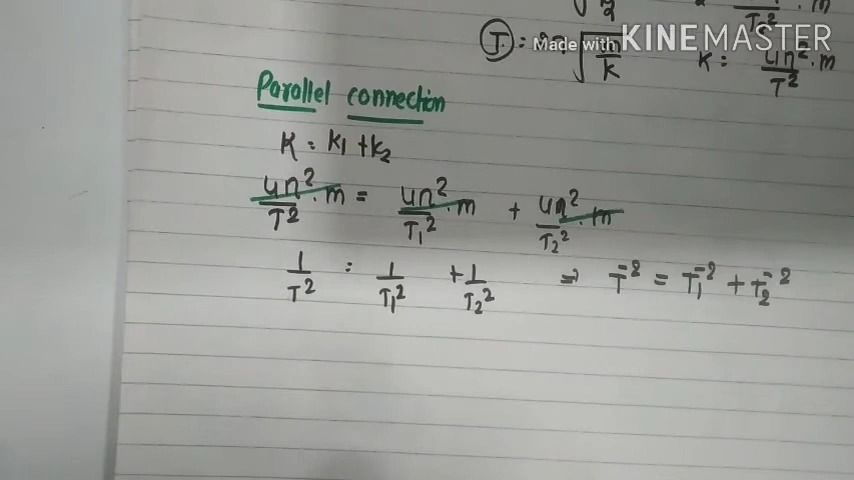 T₂² . m
(T) = 2π √m/k K = 4π²/T² . m
Made with KINEMASTER
Parallel connection
K = K₁ + K₂
4π²/T² . m = 4π²/T₁² . m + 4π²/T₂² . m
1/T² = 1/T₁² + 1/T₂² ⇒ T⁻² = T₁⁻² + T₂⁻²